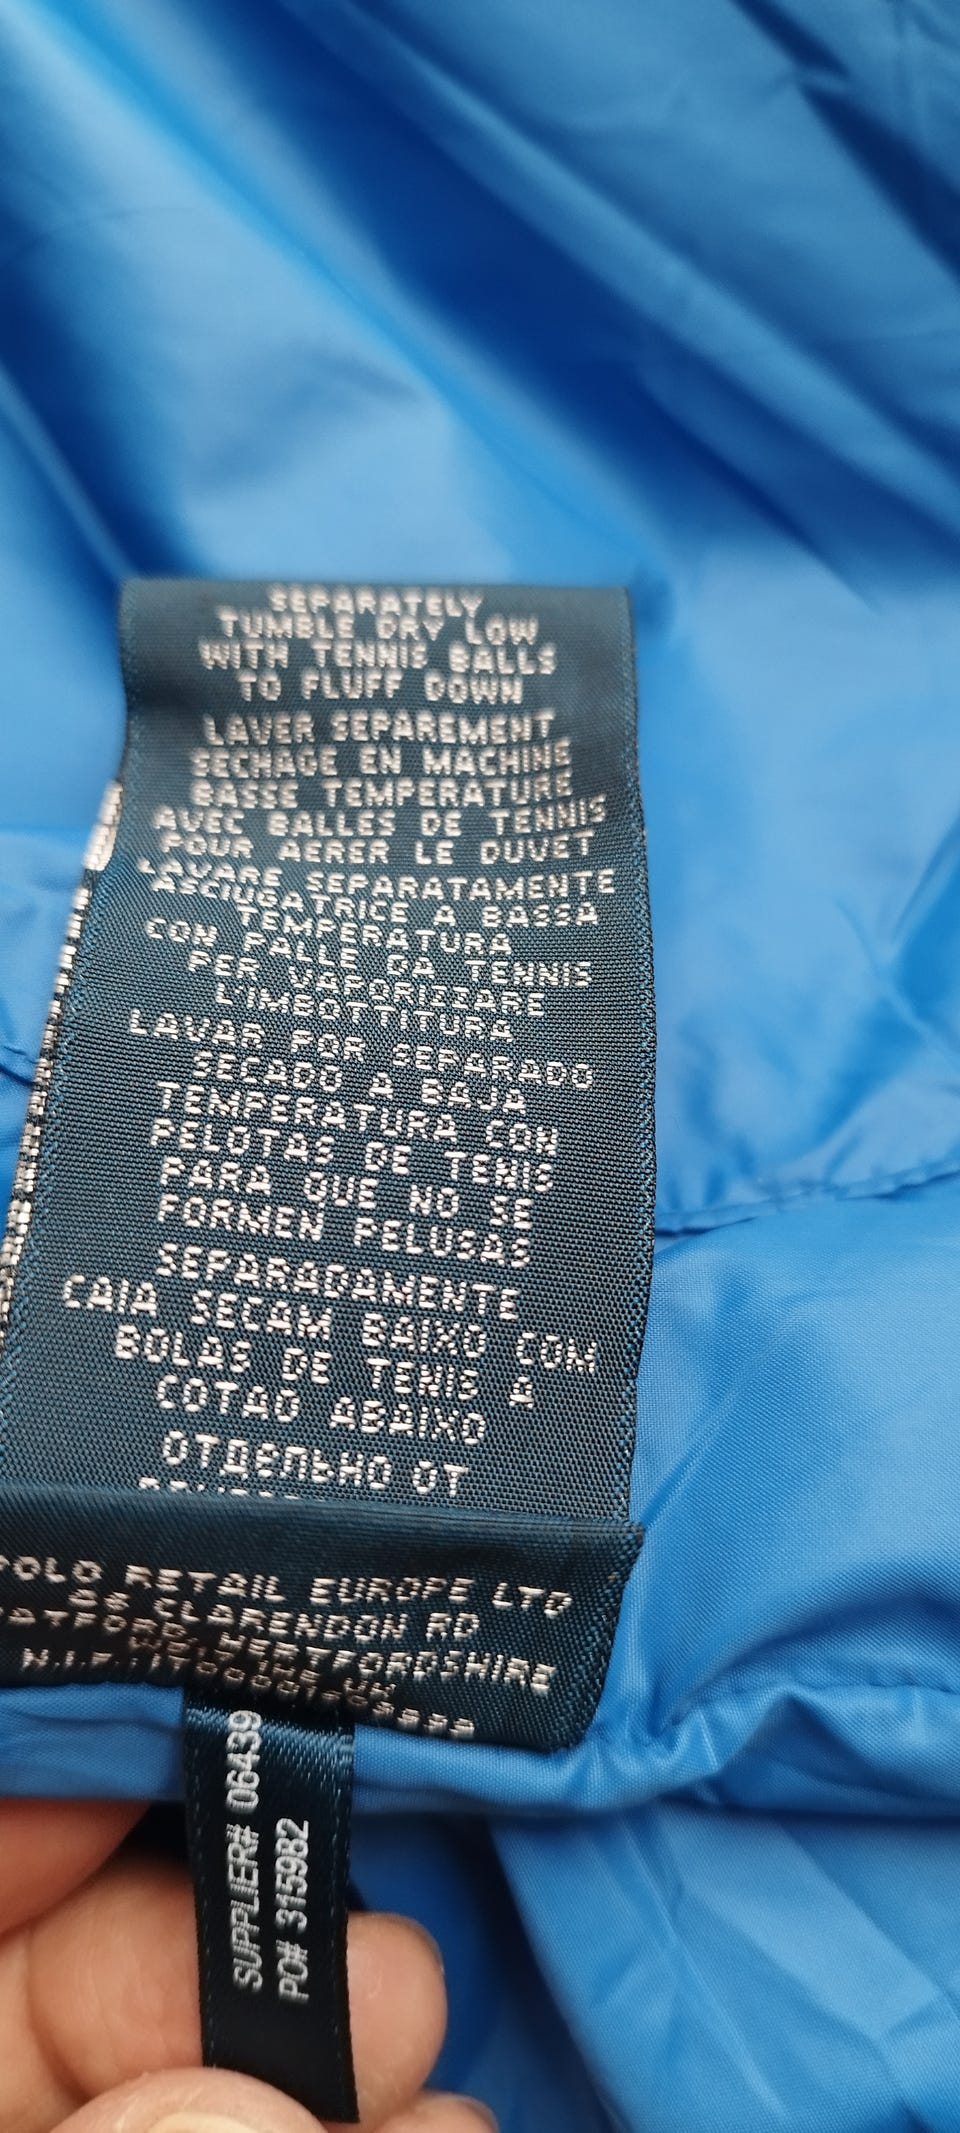 SEPARATELY
TUMBLE DRY LOW
WITH TENNIS BALLS
TO FLUFF DOWN
LAVER SEPAREMENT
SECHAGE EN MACHINE
BASSE TEMPERATURE
AVEC BALLES DE TENNIS
POUR AERER LE DUVET
LAVARE SEPARATAMENTE
ASCIUGATRICE A BASSA
TEMPERATURA
CON PALLE DA TENNIS
PER VAPORIZZARE
L'IMBOTTITURA
LAVAR POR SEPARADO
SECADO A BAJA
TEMPERATURA CON
PELOTAS DE TENIS
PARA QUE NO SE
FORMEN PELUSAS
SEPARADAMENTE
CAIA SECAM BAIXO COM
BOLAS DE TENIS A
COTAO ABAIXO
ОТДЕЛЬНО ОТ
POLO RETAIL EUROPE LTD
CLARENDON RD
WATFORD, HERTFORDSHIRE
UK
SUPPLIER# 06439
PO# 315982